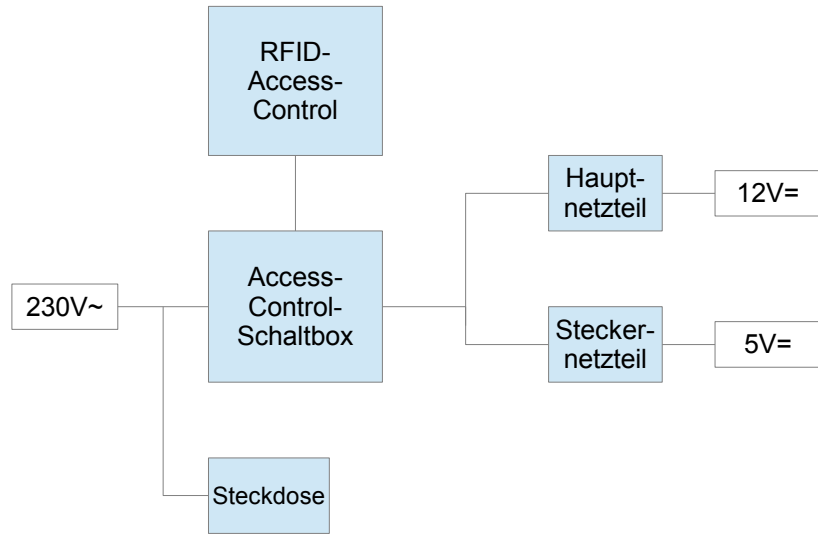 RFID-
Access-
Control
Haupt-
netzteil
12V=
Access-
Control-
Schaltbox
230V~
Stecker-
netzteil
5V=
Steckdose